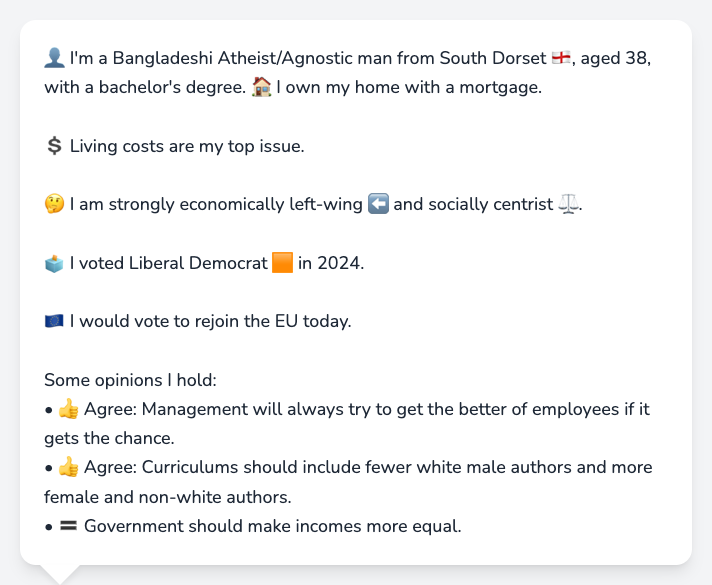 👤 I'm a Bangladeshi Atheist/Agnostic man from South Dorset 🏴󠁧󠁢󠁥󠁮󠁧󠁿, aged 38,
with a bachelor's degree. 🏠 I own my home with a mortgage.
💲 Living costs are my top issue.
🤔 I am strongly economically left-wing ⬅️ and socially centrist ⚖️.
🗳️ I voted Liberal Democrat 🟧 in 2024.
🇪🇺 I would vote to rejoin the EU today.
Some opinions I hold:
• 👍 Agree: Management will always try to get the better of employees if it
gets the chance.
• 👍 Agree: Curriculums should include fewer white male authors and more
female and non-white authors.
• 🟰 Government should make incomes more equal.